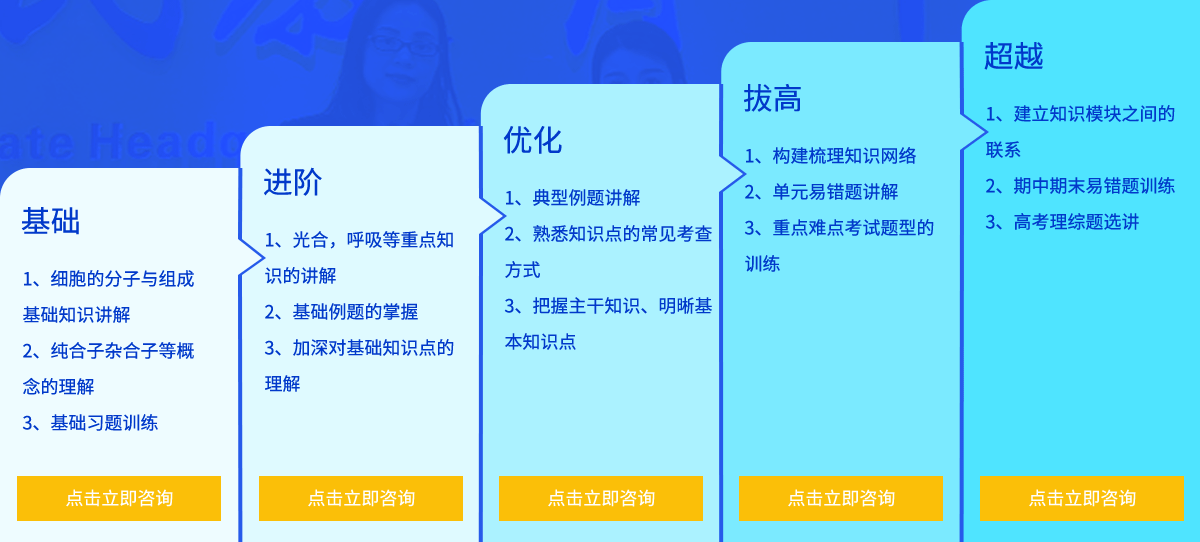 ate Head
基础
1、细胞的分子与组成
基础知识讲解
2、纯合子杂合子等概
念的理解
3、基础习题训练
点击立即咨询
进阶
1、光合，呼吸等重点知
识的讲解
2、基础例题的掌握
3、加深对基础知识点的
理解
点击立即咨询
优化
1、典型例题讲解
2、熟悉知识点的常见考查
方式
3、把握主干知识、明晰基
本知识点
点击立即咨询
拔高
1、构建梳理知识网络
2、单元易错题讲解
3、重点难点考试题型的
训练
点击立即咨询
超越
1、建立知识模块之间的
联系
2、期中期末易错题训练
3、高考理综题选讲
点击立即咨询